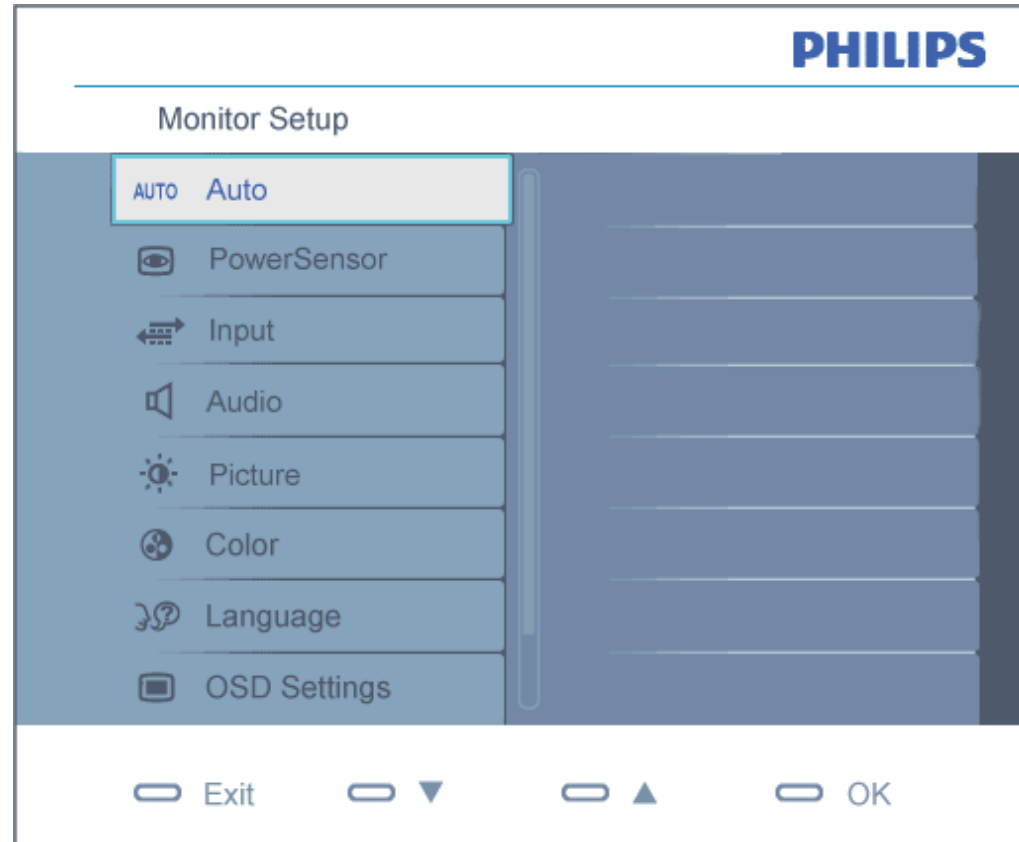 PHILIPS
Monitor Setup
AUTO Auto
PowerSensor
Input
Audio
Picture
Color
Language
OSD Settings
Exit ▼ ▲ OK